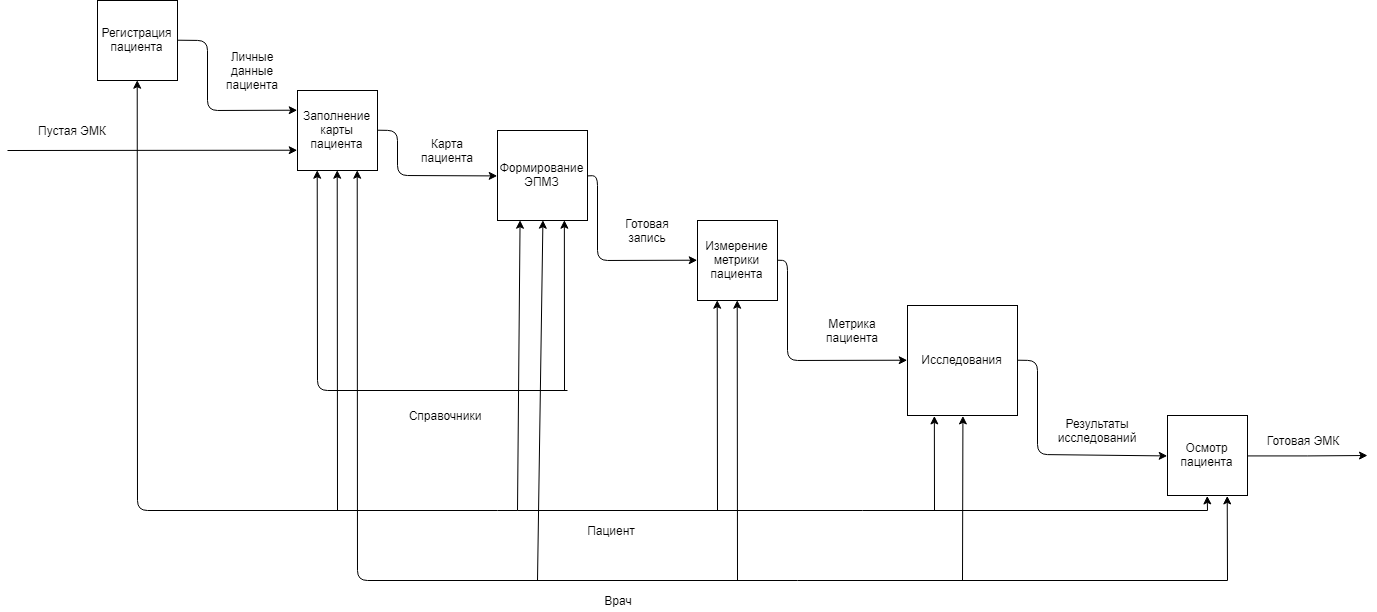 Регистрация
пациента
Личные
данные
пациента
Пустая ЭМК
Заполнение
карты
пациента
Карта
пациента
Формирование
ЭПМЗ
Готовая
запись
Измерение
метрики
пациента
Метрика
пациента
Исследования
Справочники
Результаты
исследований
Осмотр
пациента
Готовая ЭМК
Пациент
Врач